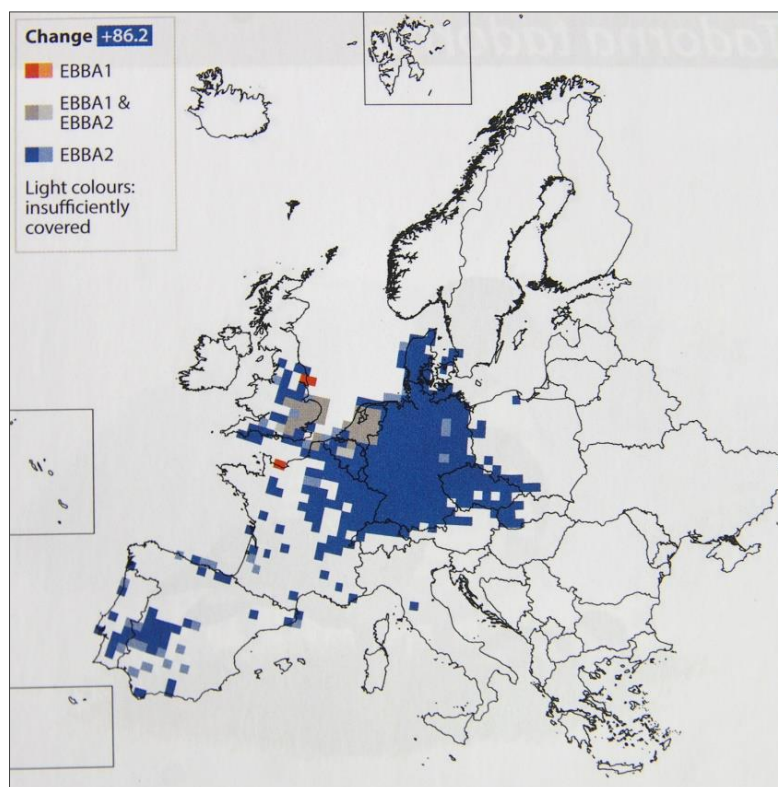 Change +86.2
EBBA1
EBBA1 &
EBBA2
EBBA2
Light colours:
insufficiently
covered